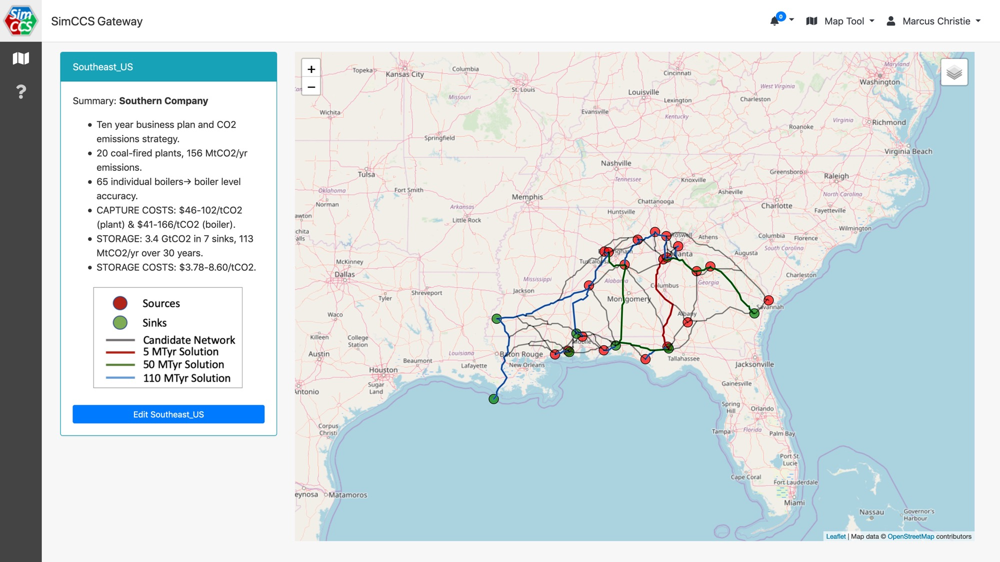 Sim
CCS
SimCCS Gateway
0
Map Tool
Marcus Christie
Southeast_US
Summary: Southern Company
Ten year business plan and CO2
emissions strategy.
20 coal-fired plants, 156 MtCO2/yr
emissions.
65 individual boilers→ boiler level
accuracy.
CAPTURE COSTS: $46-102/tCO2
(plant) & $41-166/tCO2 (boiler).
STORAGE: 3.4 GtCO2 in 7 sinks, 113
MtCO2/yr over 30 years.
STORAGE COSTS: $3.78-8.60/tCO2.
Sources
Sinks
Candidate Network
5 MTyr Solution
50 MTyr Solution
110 MTyr Solution
Edit Southeast_US
+
−
Maryland
Topeka
Kansas City
Columbia
Cincinnati
Washington
St. Louis
Louisville
West Virginia
Missouri
Lexington
Charleston
Wichita
Evansville
Kentucky
Virginia
Richmond
Roanoke
Springfield
Virginia Beach
Nashville
Tulsa
Tennessee
Knoxville
Greensboro
Raleigh
Oklahoma
Fort Smith
Asheville
North Carolina
Memphis
Norman
Arkansas
Chattanooga
Charlotte
Fayetteville
awton
Little Rock
Huntsville
Wilmington
chita
alls
Roswell
Athens
Columbia
Florence
South Carolina
ngham
Augusta
McKinney
Tuscaloosa
Dallas
Mississippi
Alabama
Georgia
Charleston
Jackson
Columbus
Shreveport
Tyler
Montgomery
Savannah
Waco
Albany
Killeen
College
Station
Mobile
Austin
Louisiana
Baton Rouge
Tallahassee
Beaumont
Lafayette
New Orleans
Jacksonville
Houston
Sugar
Land
Gainesville
Antonio
Spring
Hill
Orlando
Corpus
Christi
Tampa
Florida
Palm Bay
Port St.
Lucie
Cape Coral
Fort Lauderdale
eynosa
Matamoros
Miami
Nassau
Governor's
Harbour
Leaflet | Map data © OpenStreetMap contributors